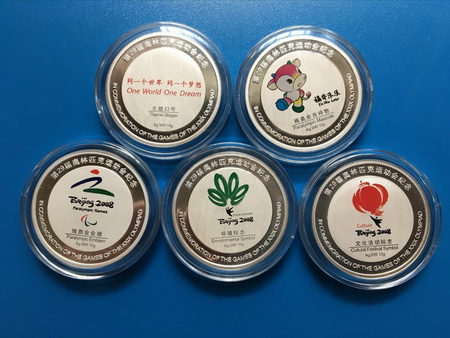 第29届奥林匹克运动会纪念
同一个世界 同一个梦想
One World One Dream
主题口号
Theme Slogan
Ag.999 10g
IN COMMEMORATION OF THE GAMES OF THE XXIX OLYMPIAD
第29届奥林匹克运动会纪念
福牛乐乐
Fu Niu Lele
残奥会吉祥物
Paralympic Mascots
Ag.999 10g
IN COMMEMORATION OF THE GAMES OF THE XXIX OLYMPIAD
第29届奥林匹克运动会纪念
Beijing 2008
Paralympic Games
残奥会会徽
Paralympic Emblem
Ag.999 10g
IN COMMEMORATION OF THE GAMES OF THE XXIX OLYMPIAD
第29届奥林匹克运动会纪念
Beijing 2008
环境标志
Environmental Symbol
Ag.999 10g
IN COMMEMORATION OF THE GAMES OF THE XXIX OLYMPIAD
第29届奥林匹克运动会纪念
Culture
Beijing 2008
文化活动标志
Cultural Festival Symbol
Ag.999 10g
IN COMMEMORATION OF THE GAMES OF THE XXIX OLYMPIAD